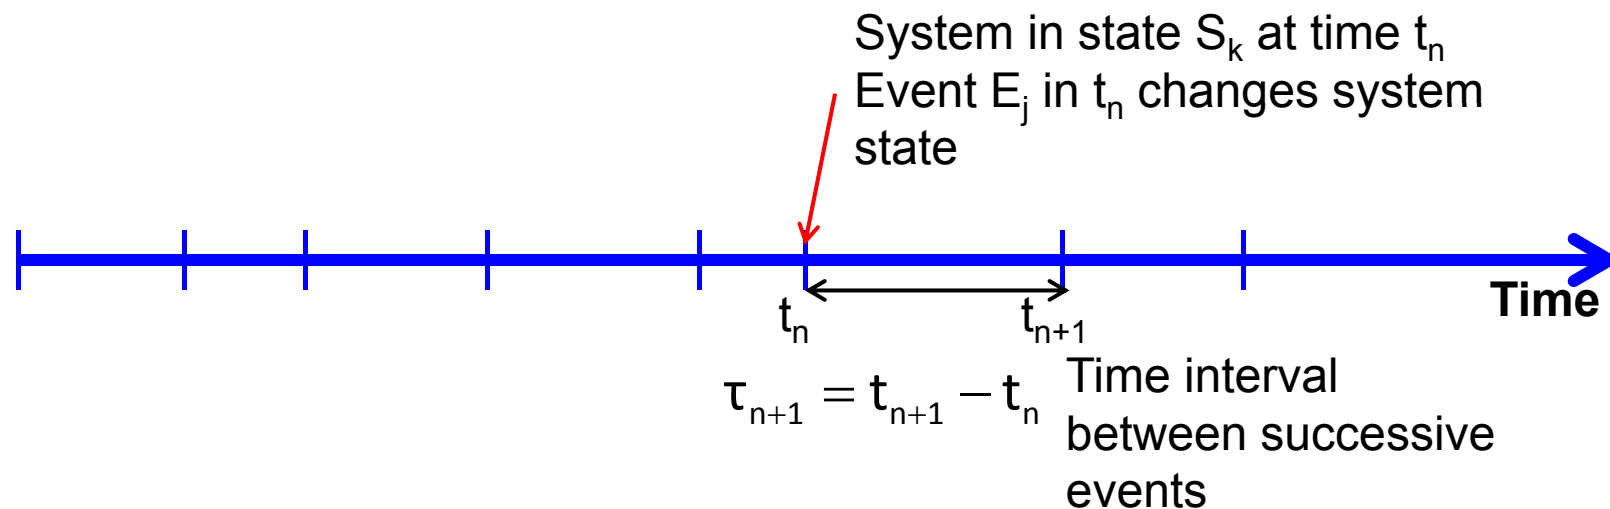 System in state Sₖ at time tₙ
Event Eⱼ in tₙ changes system
state
Time
tₙ
tₙ₊₁
τₙ₊₁ = tₙ₊₁ − tₙ
Time interval
between successive
events